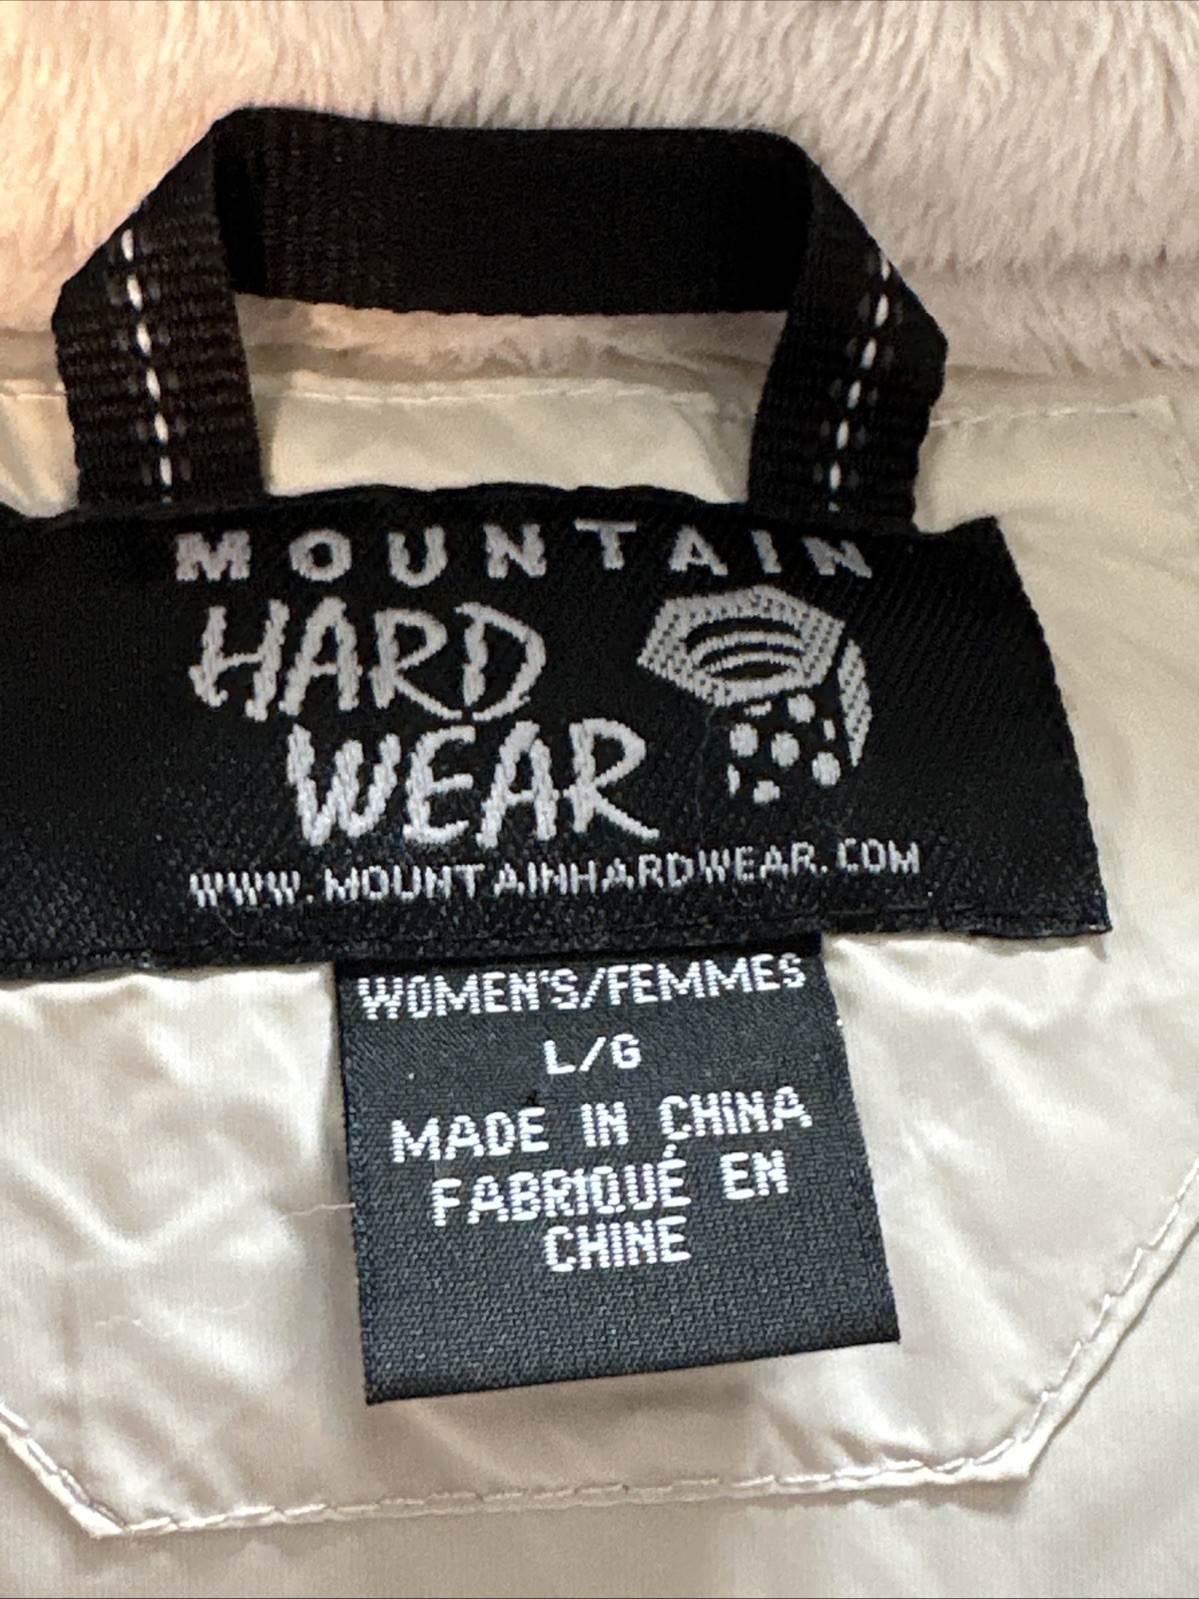 MOUNTAIN
HARD
WEAR
WWW.MOUNTAINHARDWEAR.COM
WOMEN'S/FEMMES
L/G
MADE IN CHINA
FABRIQUÉ EN
CHINE